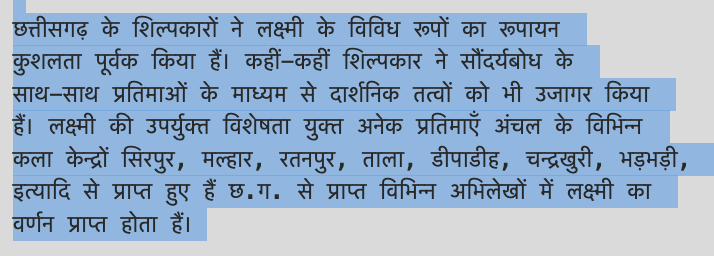 छत्तीसगढ़ के शिल्पकारों ने लक्ष्मी के विविध रूपों का रूपायन
कुशलता पूर्वक किया हैं। कहीं–कहीं शिल्पकार ने सौंदर्यबोध के
साथ–साथ प्रतिमाओं के माध्यम से दार्शनिक तत्वों को भी उजागर किया
हैं। लक्ष्मी की उपर्युक्त विशेषता युक्त अनेक प्रतिमाएँ अंचल के विभिन्न
कला केन्द्रों सिरपुर, मल्हार, रतनपुर, ताला, डीपाडीह, चन्द्रखुरी, भड़भड़ी,
इत्यादि से प्राप्त हुए हैं छ.ग. से प्राप्त विभिन्न अभिलेखों में लक्ष्मी का
वर्णन प्राप्त होता हैं।